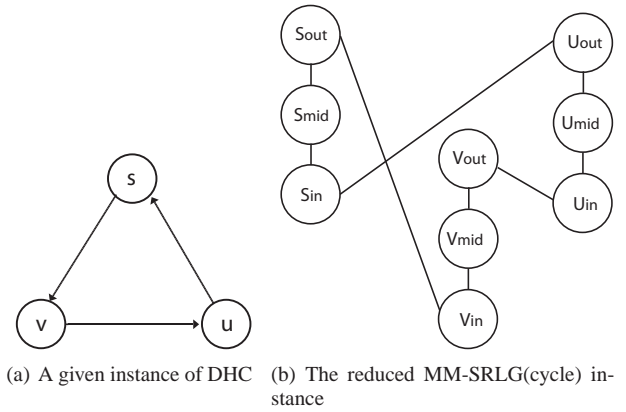 Sout
Uout
Smid
Umid
Vout
s
Sin
Uin
Vmid
v
u
Vin
(a) A given instance of DHC
(b) The reduced MM-SRLG(cycle) in-
stance